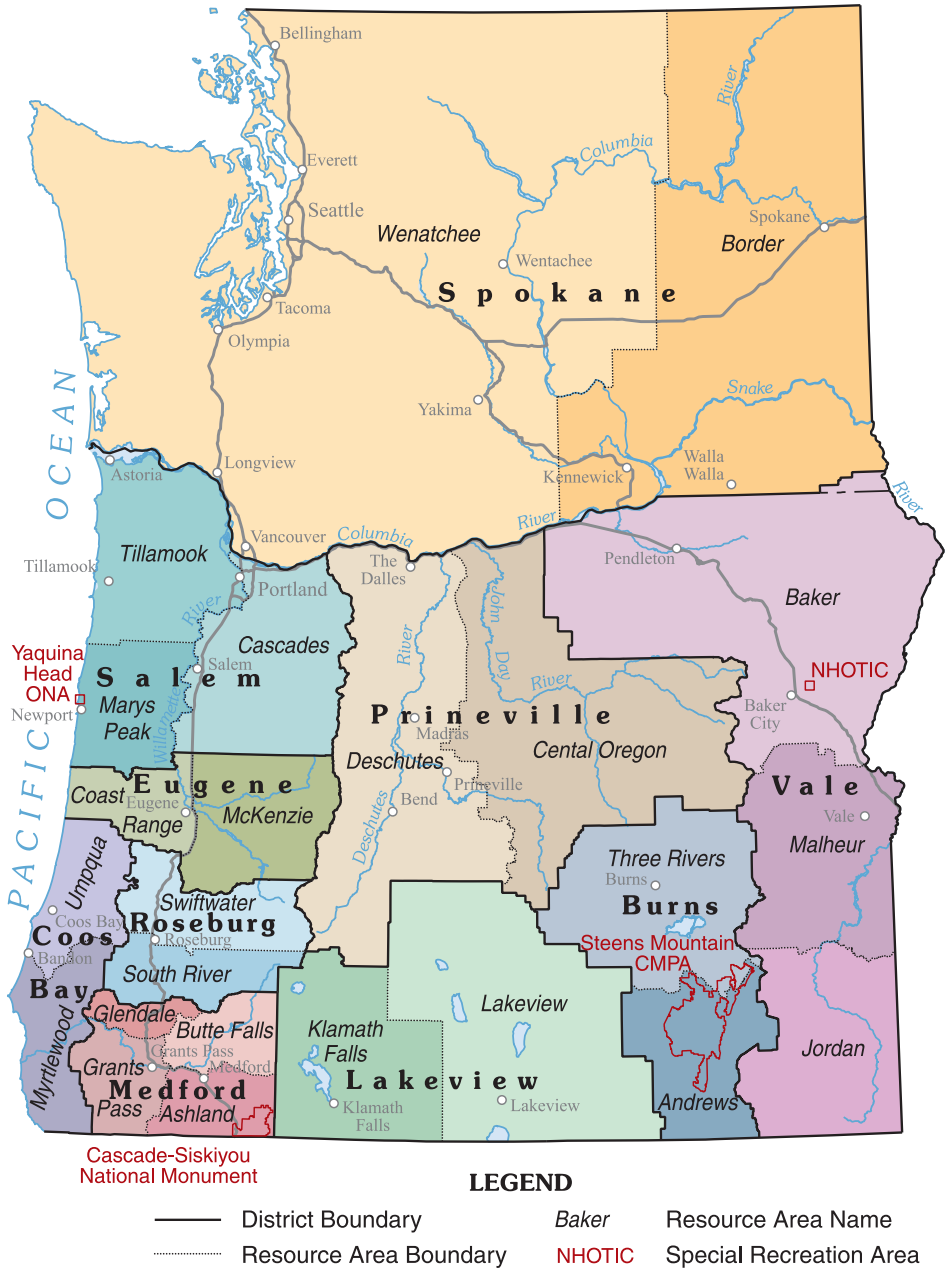 Bellingham
River
Columbia
Everett
Seattle
Spokane
Wenatchee
Border
Wentachee
Spokane
Tacoma
Olympia
Snake
Yakima
PACIFIC OCEAN
Longview
Astoria
Kennewick
Walla
Walla
River
River
Columbia
Vancouver
Tillamook
The
Dalles
Pendleton
Tillamook
Portland
River
John
Day
River
Baker
Cascades
River
Yaquina
Head
ONA
Salem
Salem
NHOTIC
Newport
Marys
Peak
Willamette
Prineville
Madras
Baker
City
Cental Oregon
Deschutes
Prineville
Eugene
Coast
Range
Eugene
McKenzie
Bend
Deschutes
Vale
Vale
Malheur
Umpqua
Three Rivers
Burns
Burns
Swiftwater
Coos Bay
Roseburg
Roseburg
Coos
Bay
Bandon
Steens Mountain
CMPA
South River
Lakeview
Glendale
Butte Falls
Klamath
Falls
Jordan
Myrtlewood
Grants Pass
Grants
Pass
Medford
Medford
Lakeview
Ashland
Klamath
Falls
Lakeview
Andrews
Cascade-Siskiyou
National Monument
LEGEND
District Boundary
Baker
Resource Area Name
Resource Area Boundary
NHOTIC
Special Recreation Area